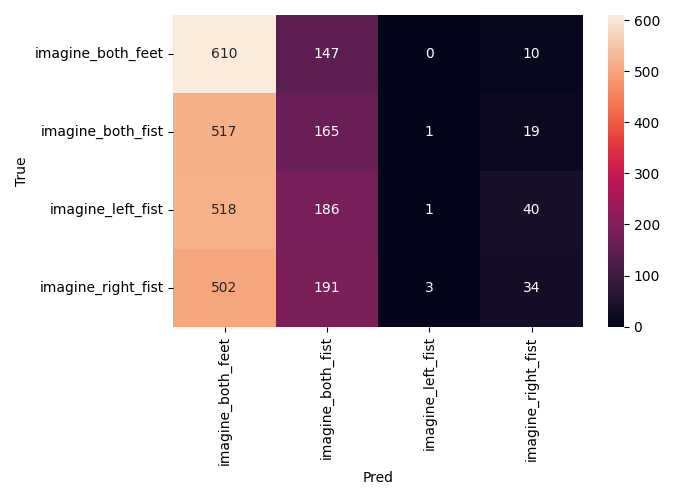 True
imagine_both_feet 610 147 0 10
imagine_both_fist 517 165 1 19
imagine_left_fist 518 186 1 40
imagine_right_fist 502 191 3 34
imagine_both_feet
imagine_both_fist
imagine_left_fist
imagine_right_fist
Pred
600
500
400
300
200
100
0